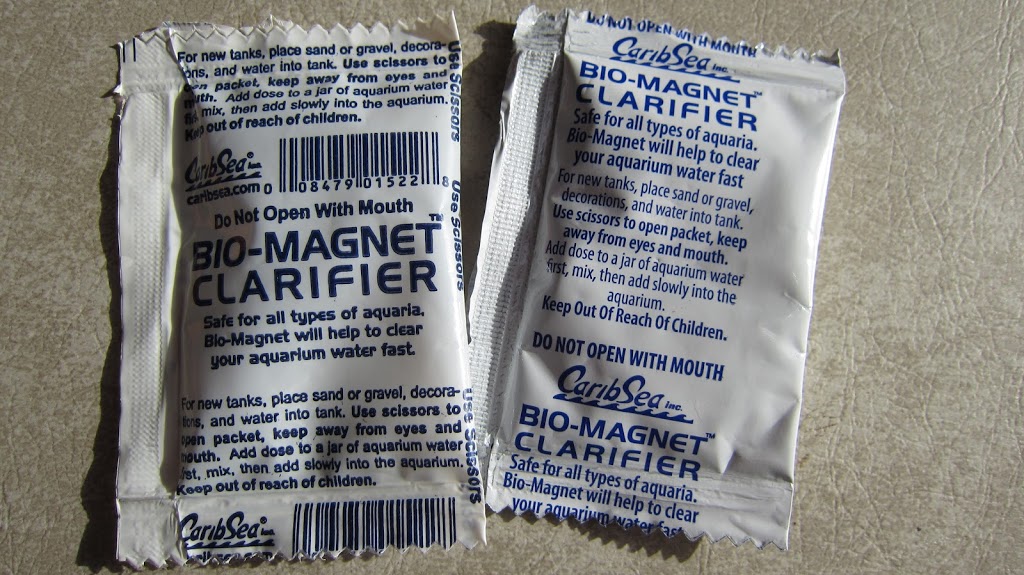 For new tanks, place sand or gravel, decora-
ons, and water into tank. Use scissors to
en packet, keep away from eyes and
outh. Add dose to a jar of aquarium water
first, mix, then add slowly into the aquarium.
Keep out of reach of children.
CaribSea inc.
caribsea.com
0 08479 01522 8
Do Not Open With Mouth
BIO-MAGNET™
CLARIFIER
Safe for all types of aquaria.
Bio-Magnet will help to clear
your aquarium water fast.
For new tanks, place sand or gravel, decora-
tions, and water into tank. Use scissors to
open packet, keep away from eyes and
mouth. Add dose to a jar of aquarium water
first, mix, then add slowly into the aquarium.
Keep out of reach of children.
CaribSea inc.
Use Scissors
Use Scissors
Use Scissors
DO NOT OPEN WITH MOUTH
CaribSea inc.
BIO-MAGNET™
CLARIFIER
Safe for all types of aquaria.
Bio-Magnet will help to clear
your aquarium water fast
For new tanks, place sand or gravel,
decorations, and water into tank.
Use scissors to open packet, keep
away from eyes and mouth.
Add dose to a jar of aquarium water
first, mix, then add slowly into the
aquarium.
Keep Out Of Reach Of Children.
DO NOT OPEN WITH MOUTH
CaribSea inc.
BIO-MAGNET™
CLARIFIER
Safe for all types of aquaria.
Bio-Magnet will help to clear
your aquarium water fast